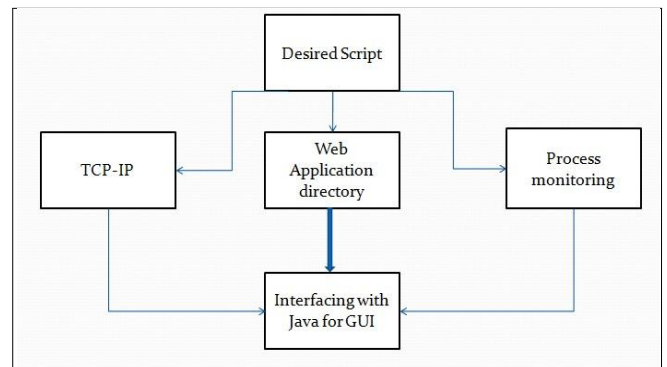 Desired Script
TCP-IP
Web
Application
directory
Process
monitoring
Interfacing with
Java for GUI